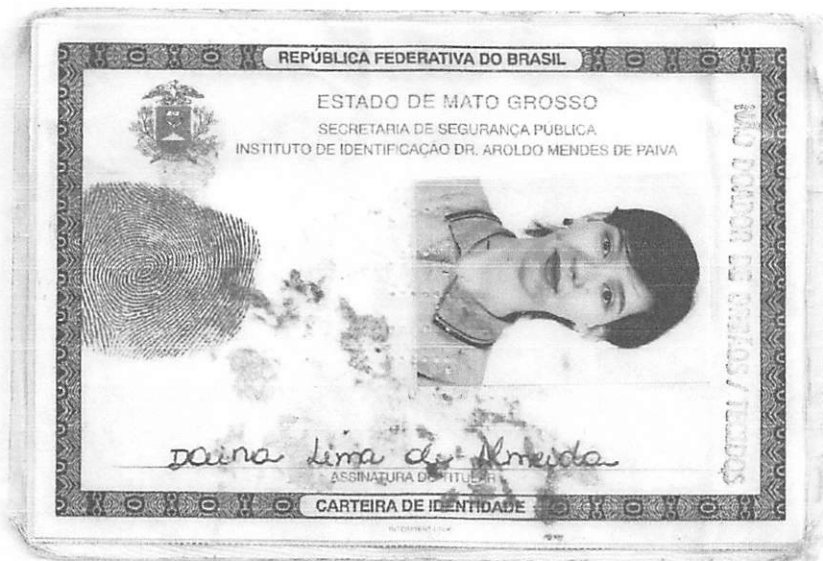 REPÚBLICA FEDERATIVA DO BRASIL
ESTADO DE MATO GROSSO
SECRETARIA DE SEGURANÇA PÚBLICA
INSTITUTO DE IDENTIFICAÇÃO DR. AROLDO MENDES DE PAIVA
NÃO DOADOR DE ORGÃOS / TECIDOS
Daina Lima de Almeida
ASSINATURA DO TITULAR
CARTEIRA DE IDENTIDADE